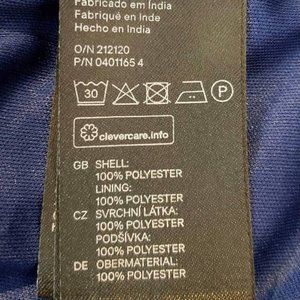 Fabricado em Índia
Fabriqué en Inde
Hecho en India
O/N 212120
P/N 0401165 4
30
P
clevercare.info
GB SHELL:
100% POLYESTER
LINING:
100% POLYESTER
CZ SVRCHNÍ LÁTKA:
100% POLYESTER
PODŠÍVKA:
100% POLYESTER
DE OBERMATERIAL:
100% POLYESTER